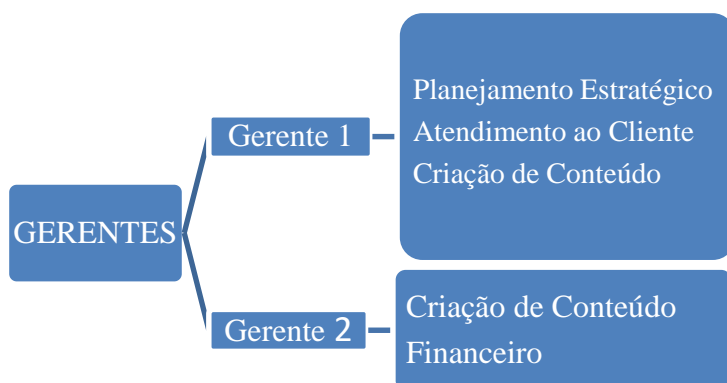 GERENTES
Gerente 1
Planejamento Estratégico
Atendimento ao Cliente
Criação de Conteúdo
Gerente 2
Criação de Conteúdo
Financeiro